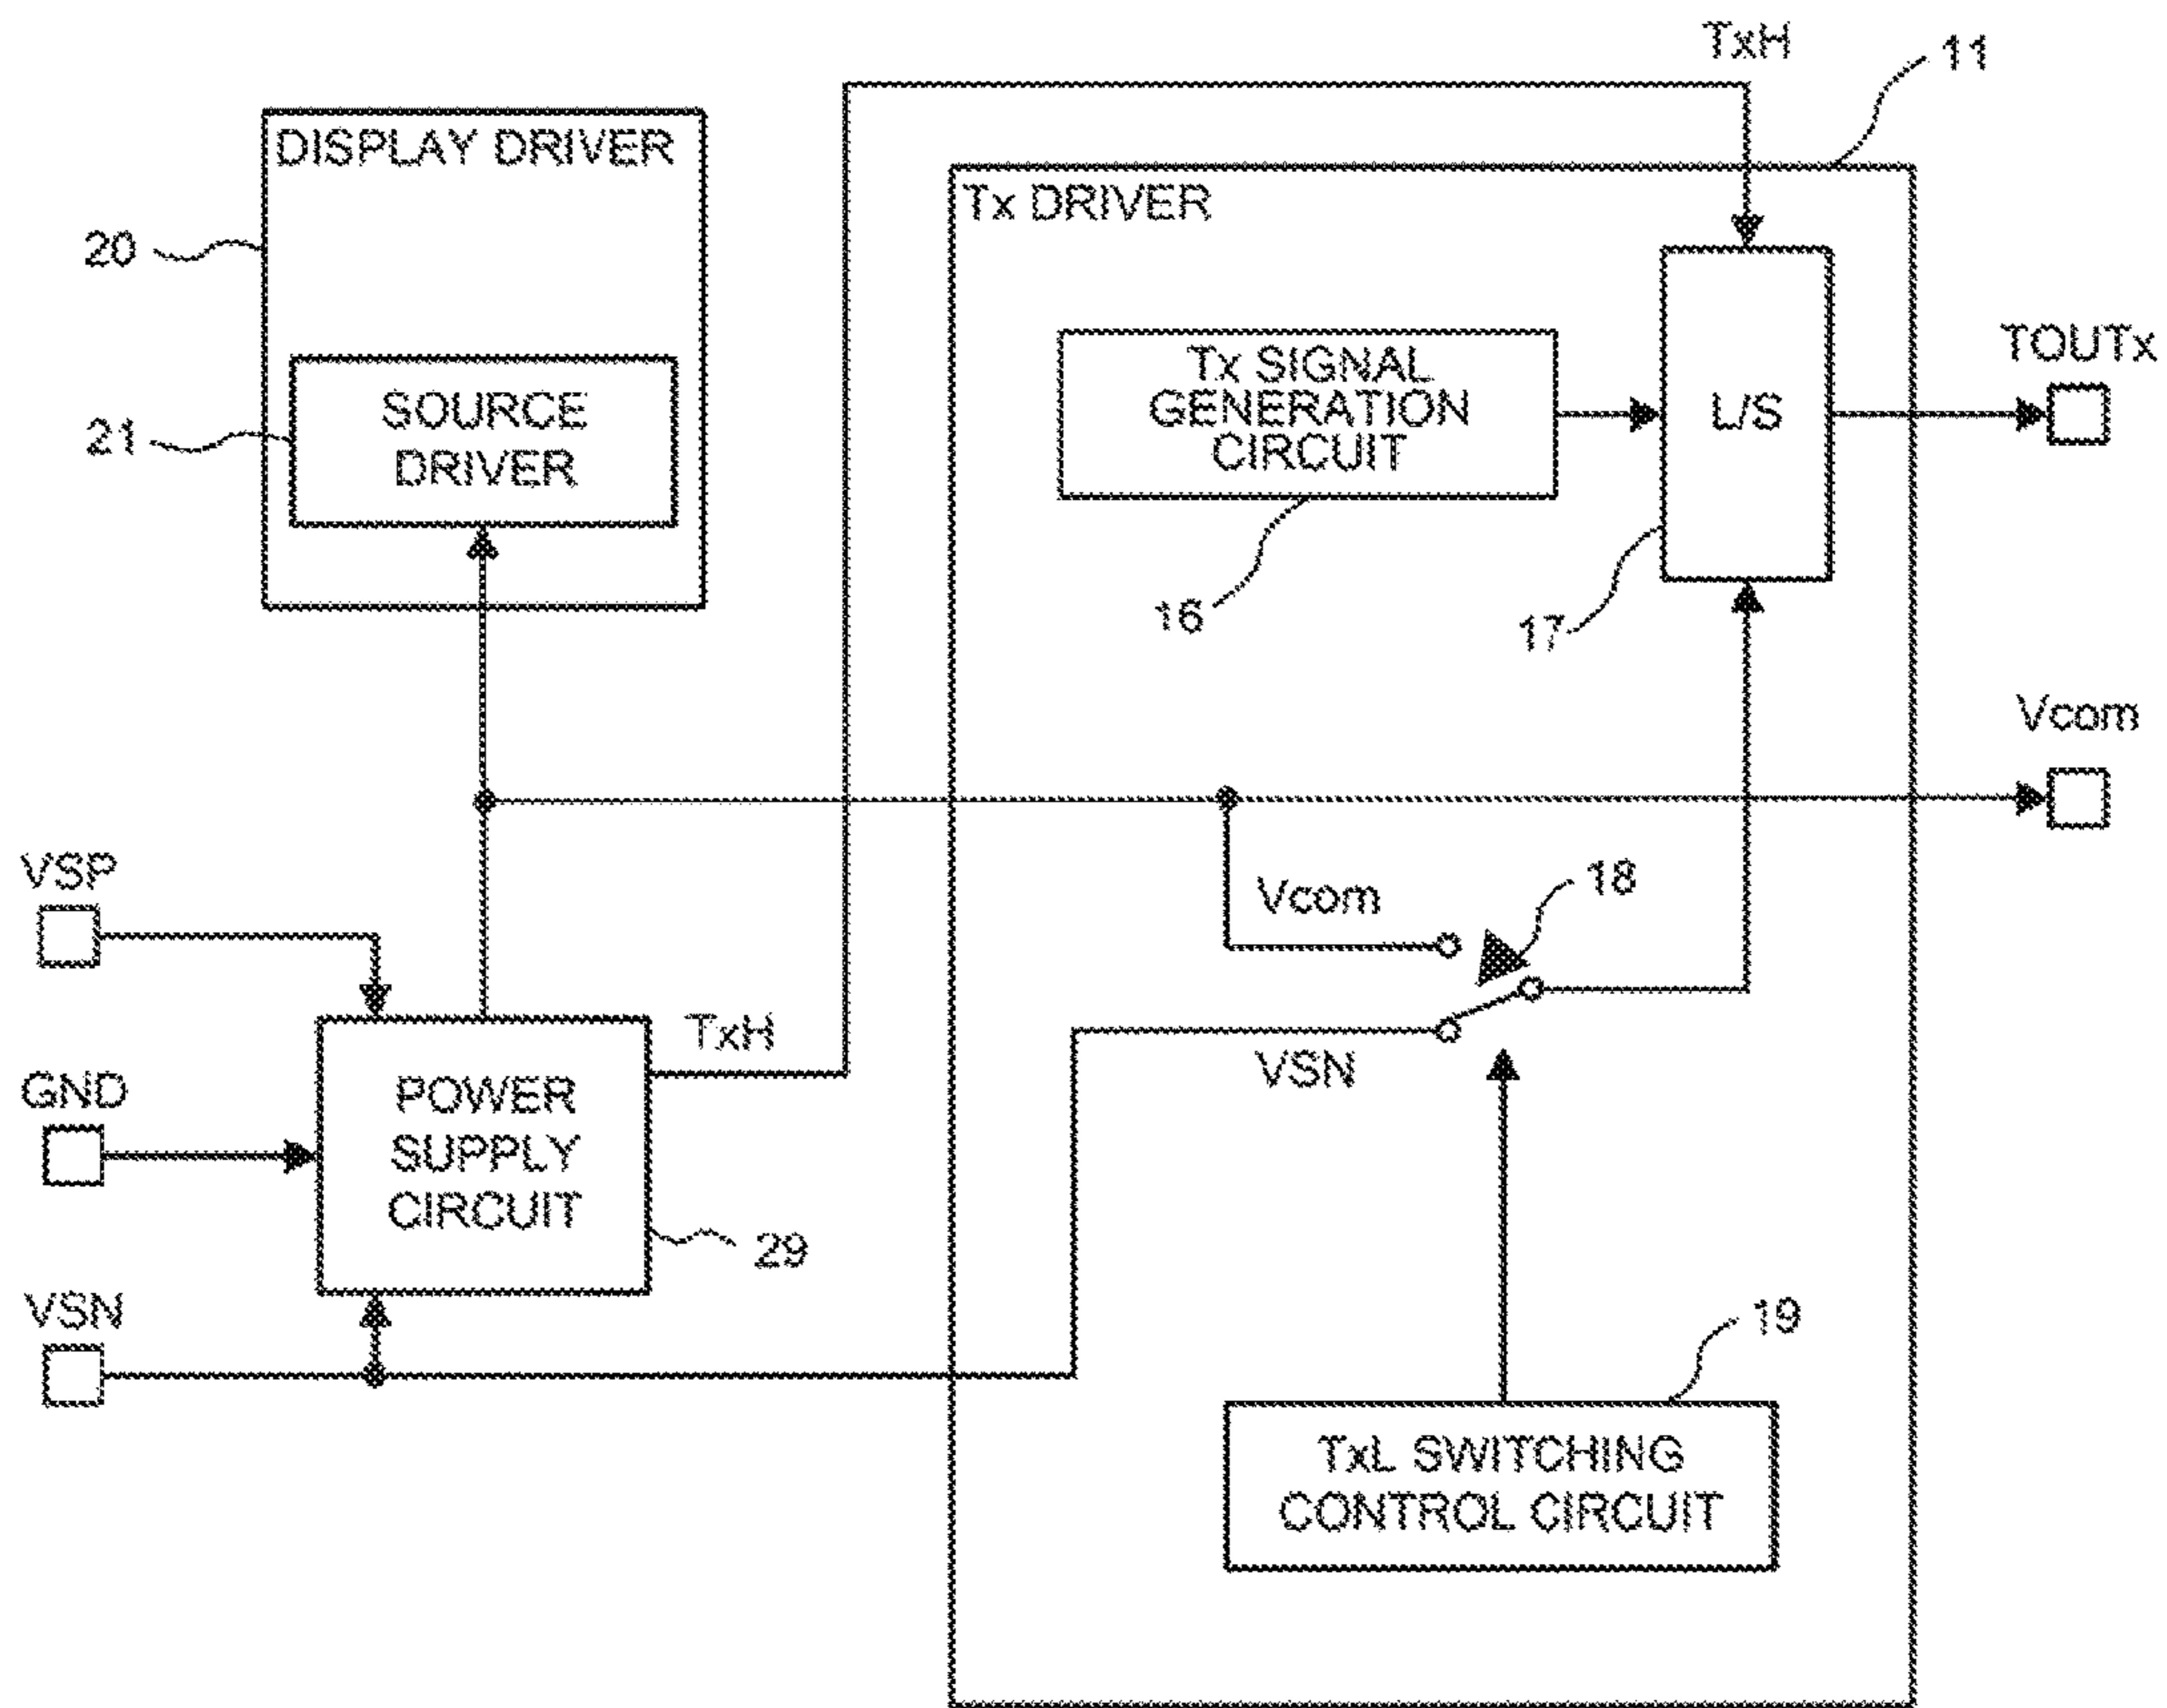 TxH
11
DISPLAY DRIVER
Tx DRIVER
20
TOUTx
Tx SIGNAL
GENERATION
CIRCUIT
L/S
SOURCE
DRIVER
21
16
17
Vcom
VSP
Vcom
18
TxH
VSN
GND
POWER
SUPPLY
CIRCUIT
29
VSN
19
TxL SWITCHING
CONTROL CIRCUIT